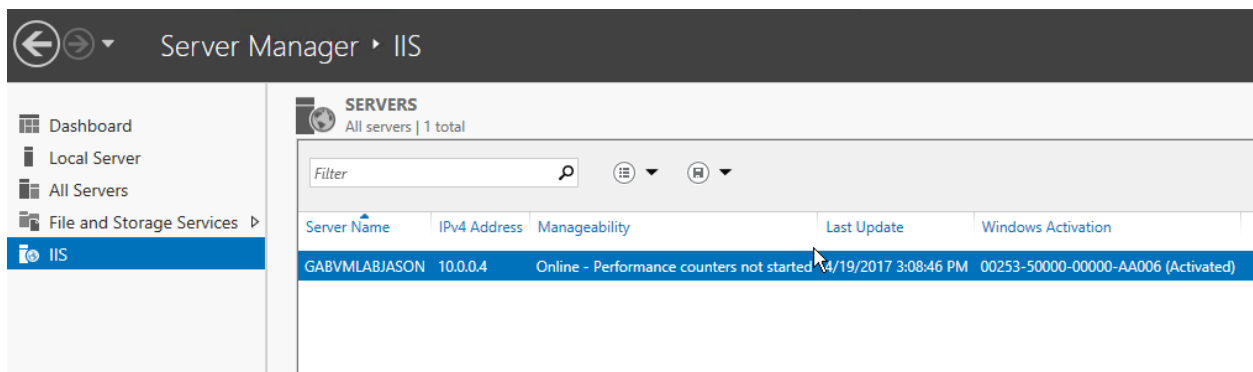 Server Manager ‣ IIS
Dashboard
Local Server
All Servers
File and Storage Services
IIS
SERVERS
All servers | 1 total
Filter
Server Name IPv4 Address Manageability Last Update Windows Activation
GABVMLABJASON 10.0.0.4 Online - Performance counters not started 4/19/2017 3:08:46 PM 00253-50000-00000-AA006 (Activated)